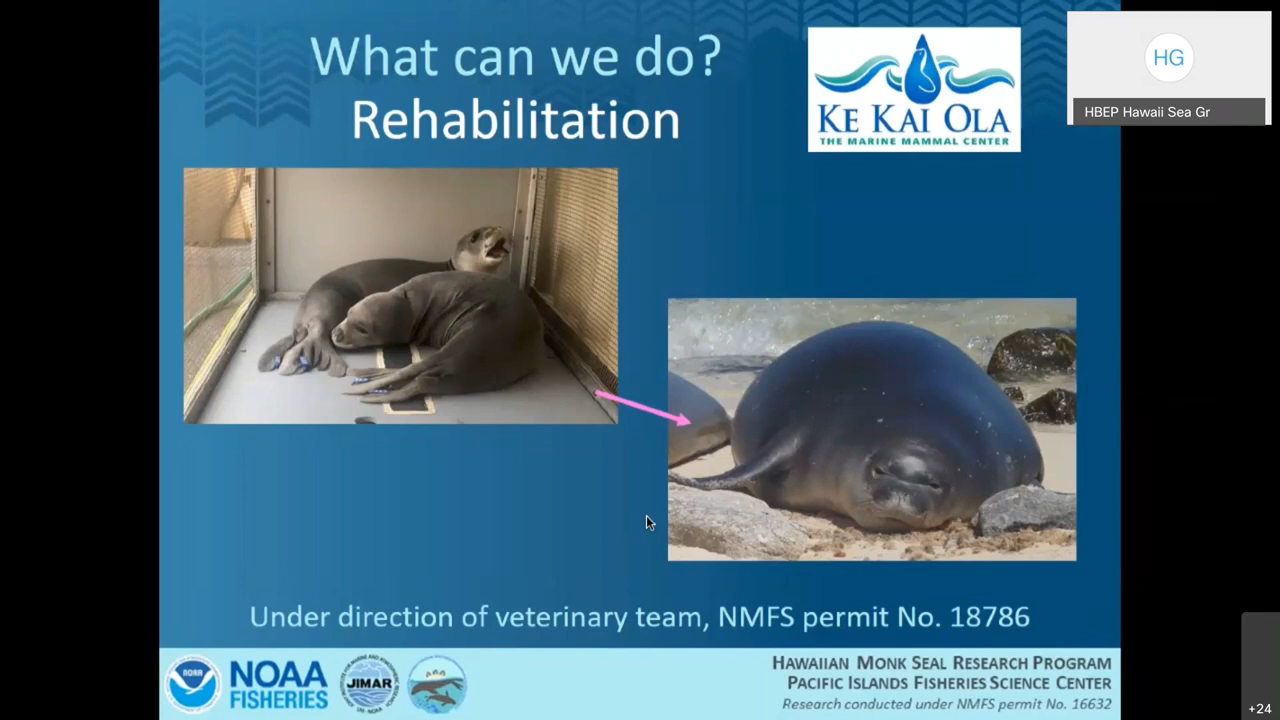 What can we do?
Rehabilitation
KE KAI OLA
THE MARINE MAMMAL CENTER
HG
HBEP Hawaii Sea Gr
Under direction of veterinary team, NMFS permit No. 18786
NOAA
NOAA
FISHERIES
JIMAR
HAWAIIAN MONK SEAL RESEARCH PROGRAM
PACIFIC ISLANDS FISHERIES SCIENCE CENTER
Research conducted under NMFS permit No. 16632
+24